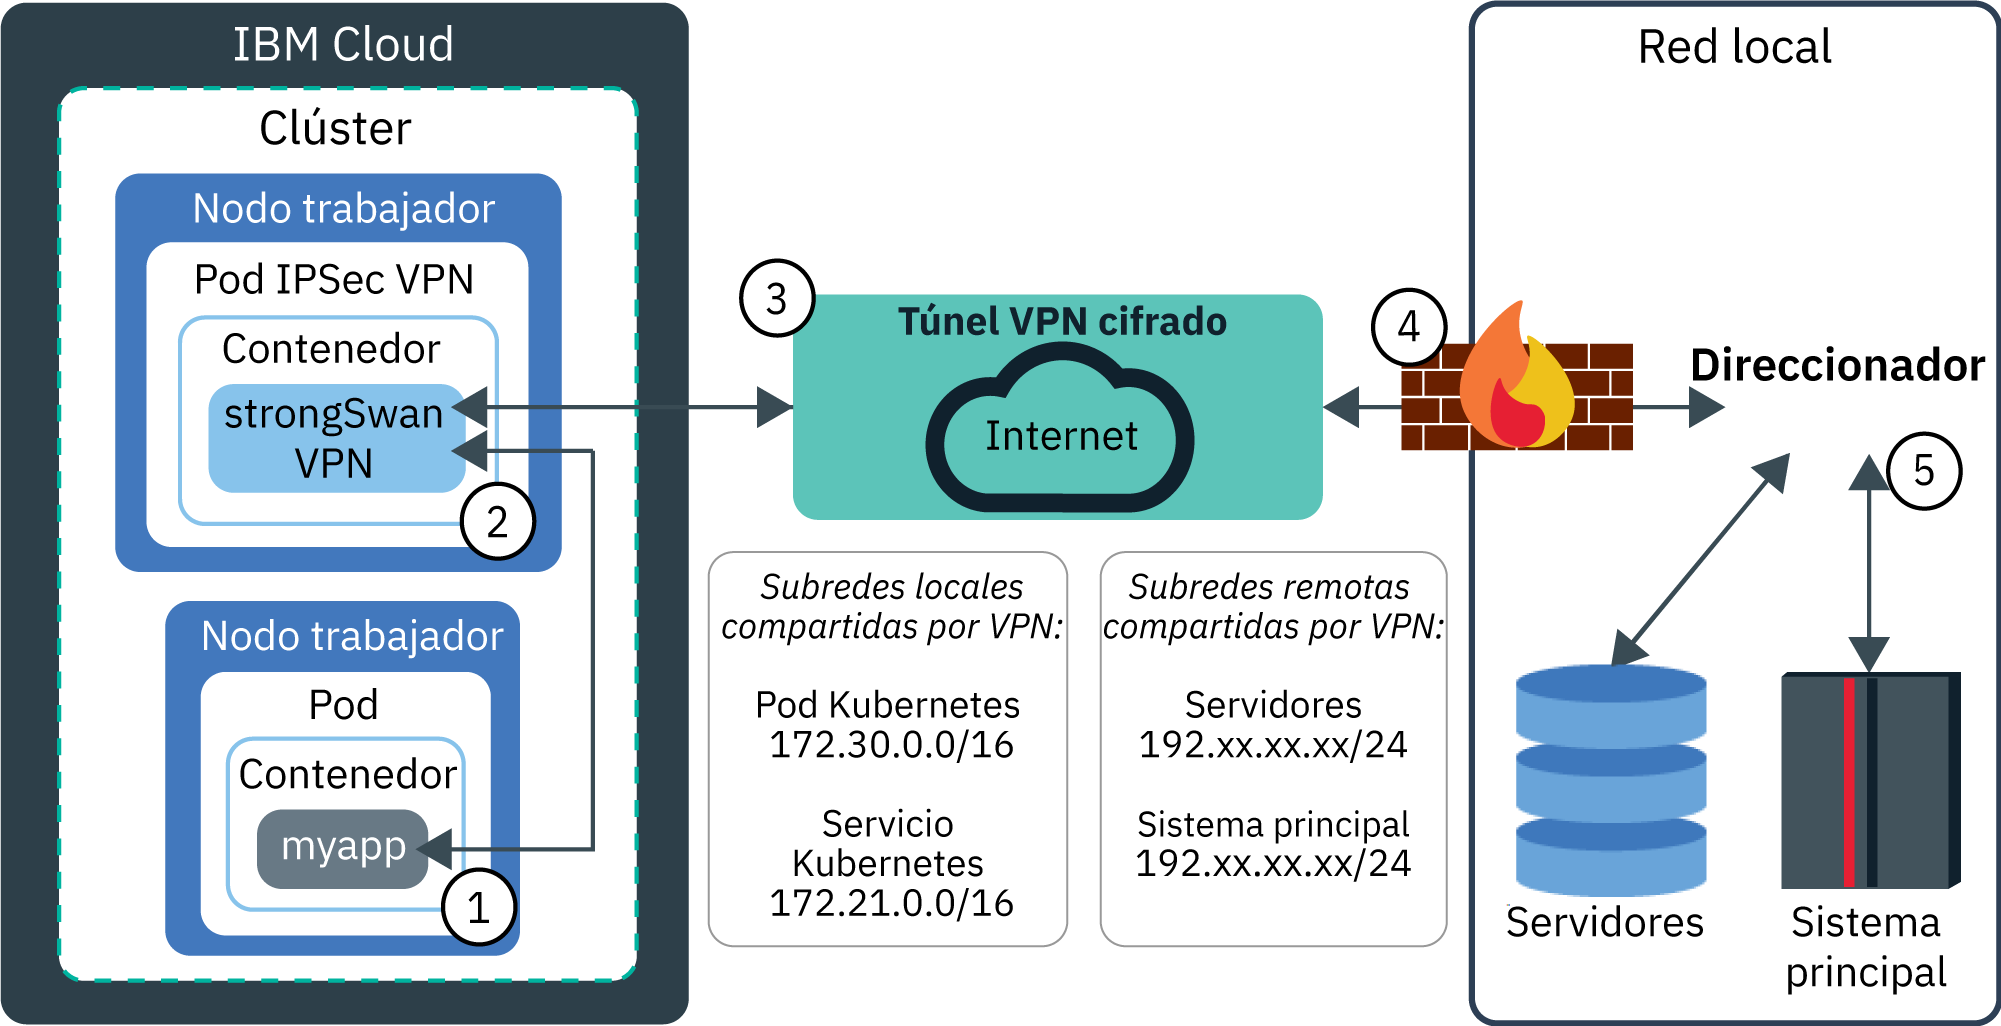 IBM Cloud
Clúster
Nodo trabajador
Pod IPSec VPN
Contenedor
strongSwan
VPN
2
Nodo trabajador
Pod
Contenedor
myapp
1
3
Túnel VPN cifrado
Internet
Subredes locales
compartidas por VPN:
Pod Kubernetes
172.30.0.0/16
Servicio
Kubernetes
172.21.0.0/16
Subredes remotas
compartidas por VPN:
Servidores
192.xx.xx.xx/24
Sistema principal
192.xx.xx.xx/24
Red local
4
Direccionador
5
Servidores
Sistema
principal